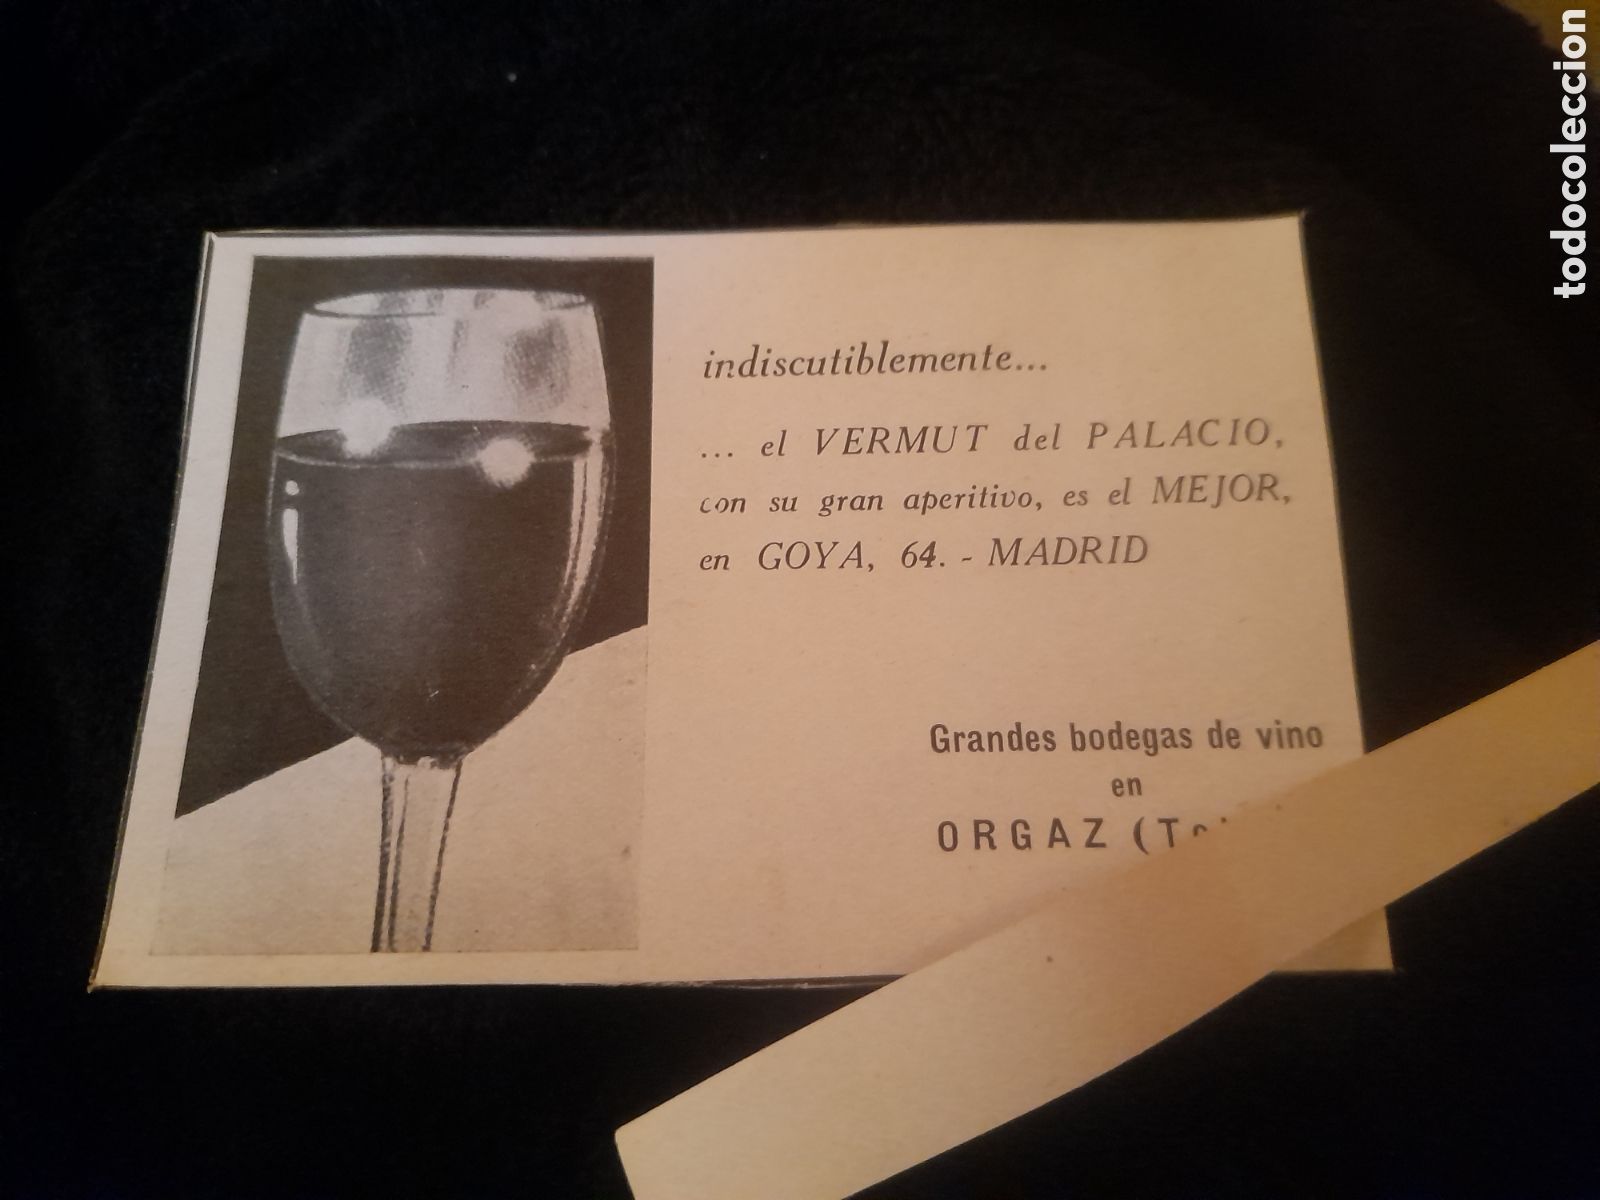 indiscutiblemente...
... el VERMUT del PALACIO,
con su gran aperitivo, es el MEJOR,
en GOYA, 64. - MADRID
Grandes bodegas de vino
en
ORGAZ
todocoleccion